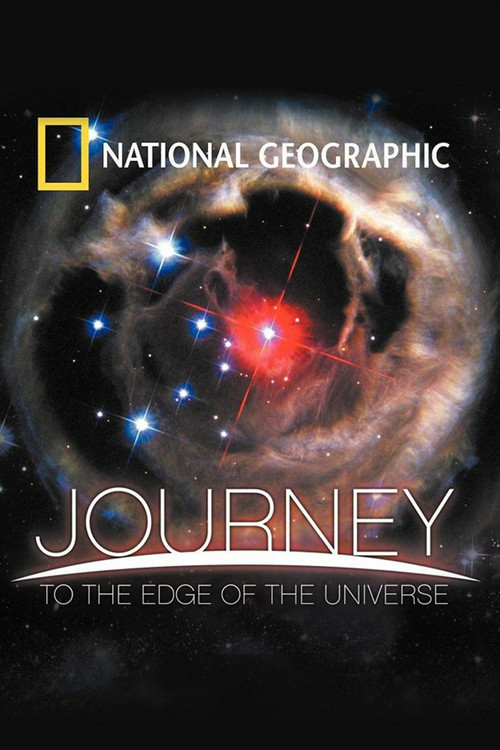 NATIONAL GEOGRAPHIC
JOURNEY
TO THE EDGE OF THE UNIVERSE